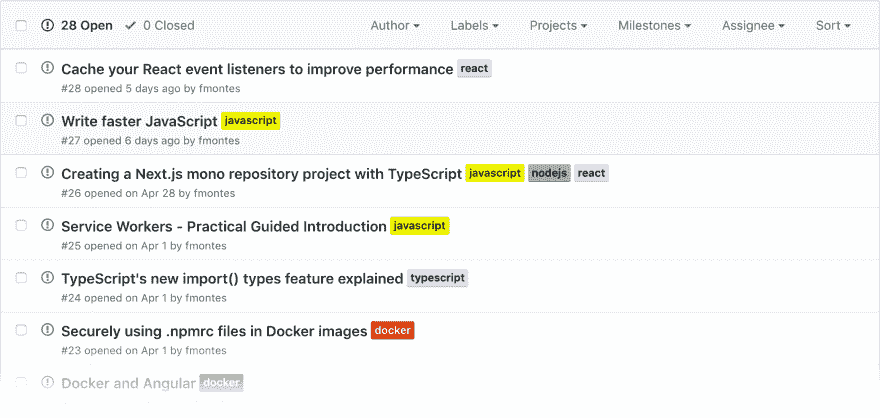 28 Open 0 Closed Author Labels Projects Milestones Assignee Sort
Cache your React event listeners to improve performance react
#28 opened 5 days ago by fmontes
Write faster JavaScript javascript
#27 opened 6 days ago by fmontes
Creating a Next.js mono repository project with TypeScript javascript nodejs react
#26 opened on Apr 28 by fmontes
Service Workers - Practical Guided Introduction javascript
#25 opened on Apr 1 by fmontes
TypeScript's new import() types feature explained typescript
#24 opened on Apr 1 by fmontes
Securely using .npmrc files in Docker images docker
#23 opened on Apr 1 by fmontes
Docker and Angular docker